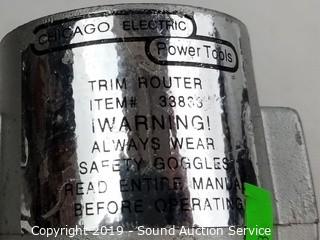 CHICAGO ELECTRIC
Power Tools
TRIM ROUTER
ITEM#
¡WARNING!
ALWAYS WEAR
SAFETY GOGGLES
READ ENTIRE MANUA
BEFORE OPERATING
Copyright 2019 - Sound Auction Service